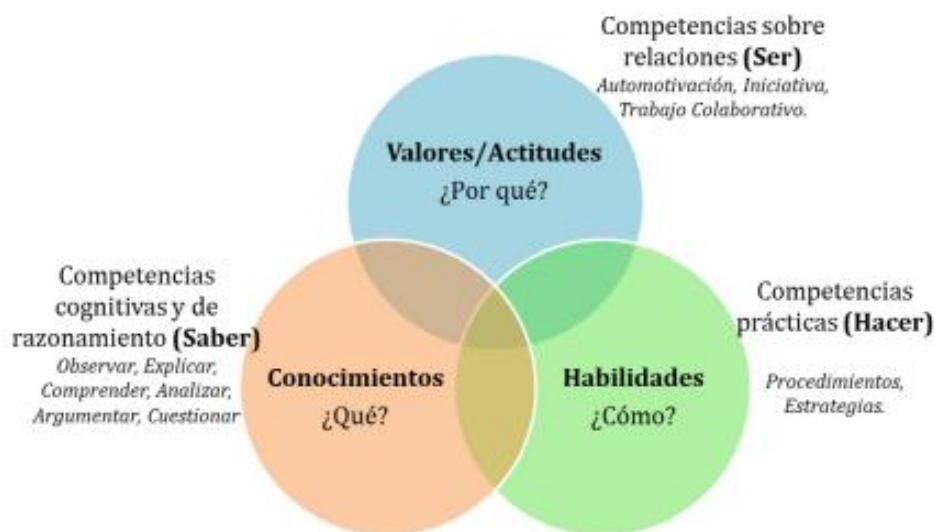 Competencias sobre
relaciones (Ser)
Automotivación, Iniciativa,
Trabajo Colaborativo.
Valores/Actitudes
¿Por qué?
Competencias
cognitivas y de
razonamiento (Saber)
Observar, Explicar,
Comprender, Analizar,
Argumentar, Cuestionar
Conocimientos
¿Qué?
Habilidades
¿Cómo?
Competencias
prácticas (Hacer)
Procedimientos,
Estrategias.